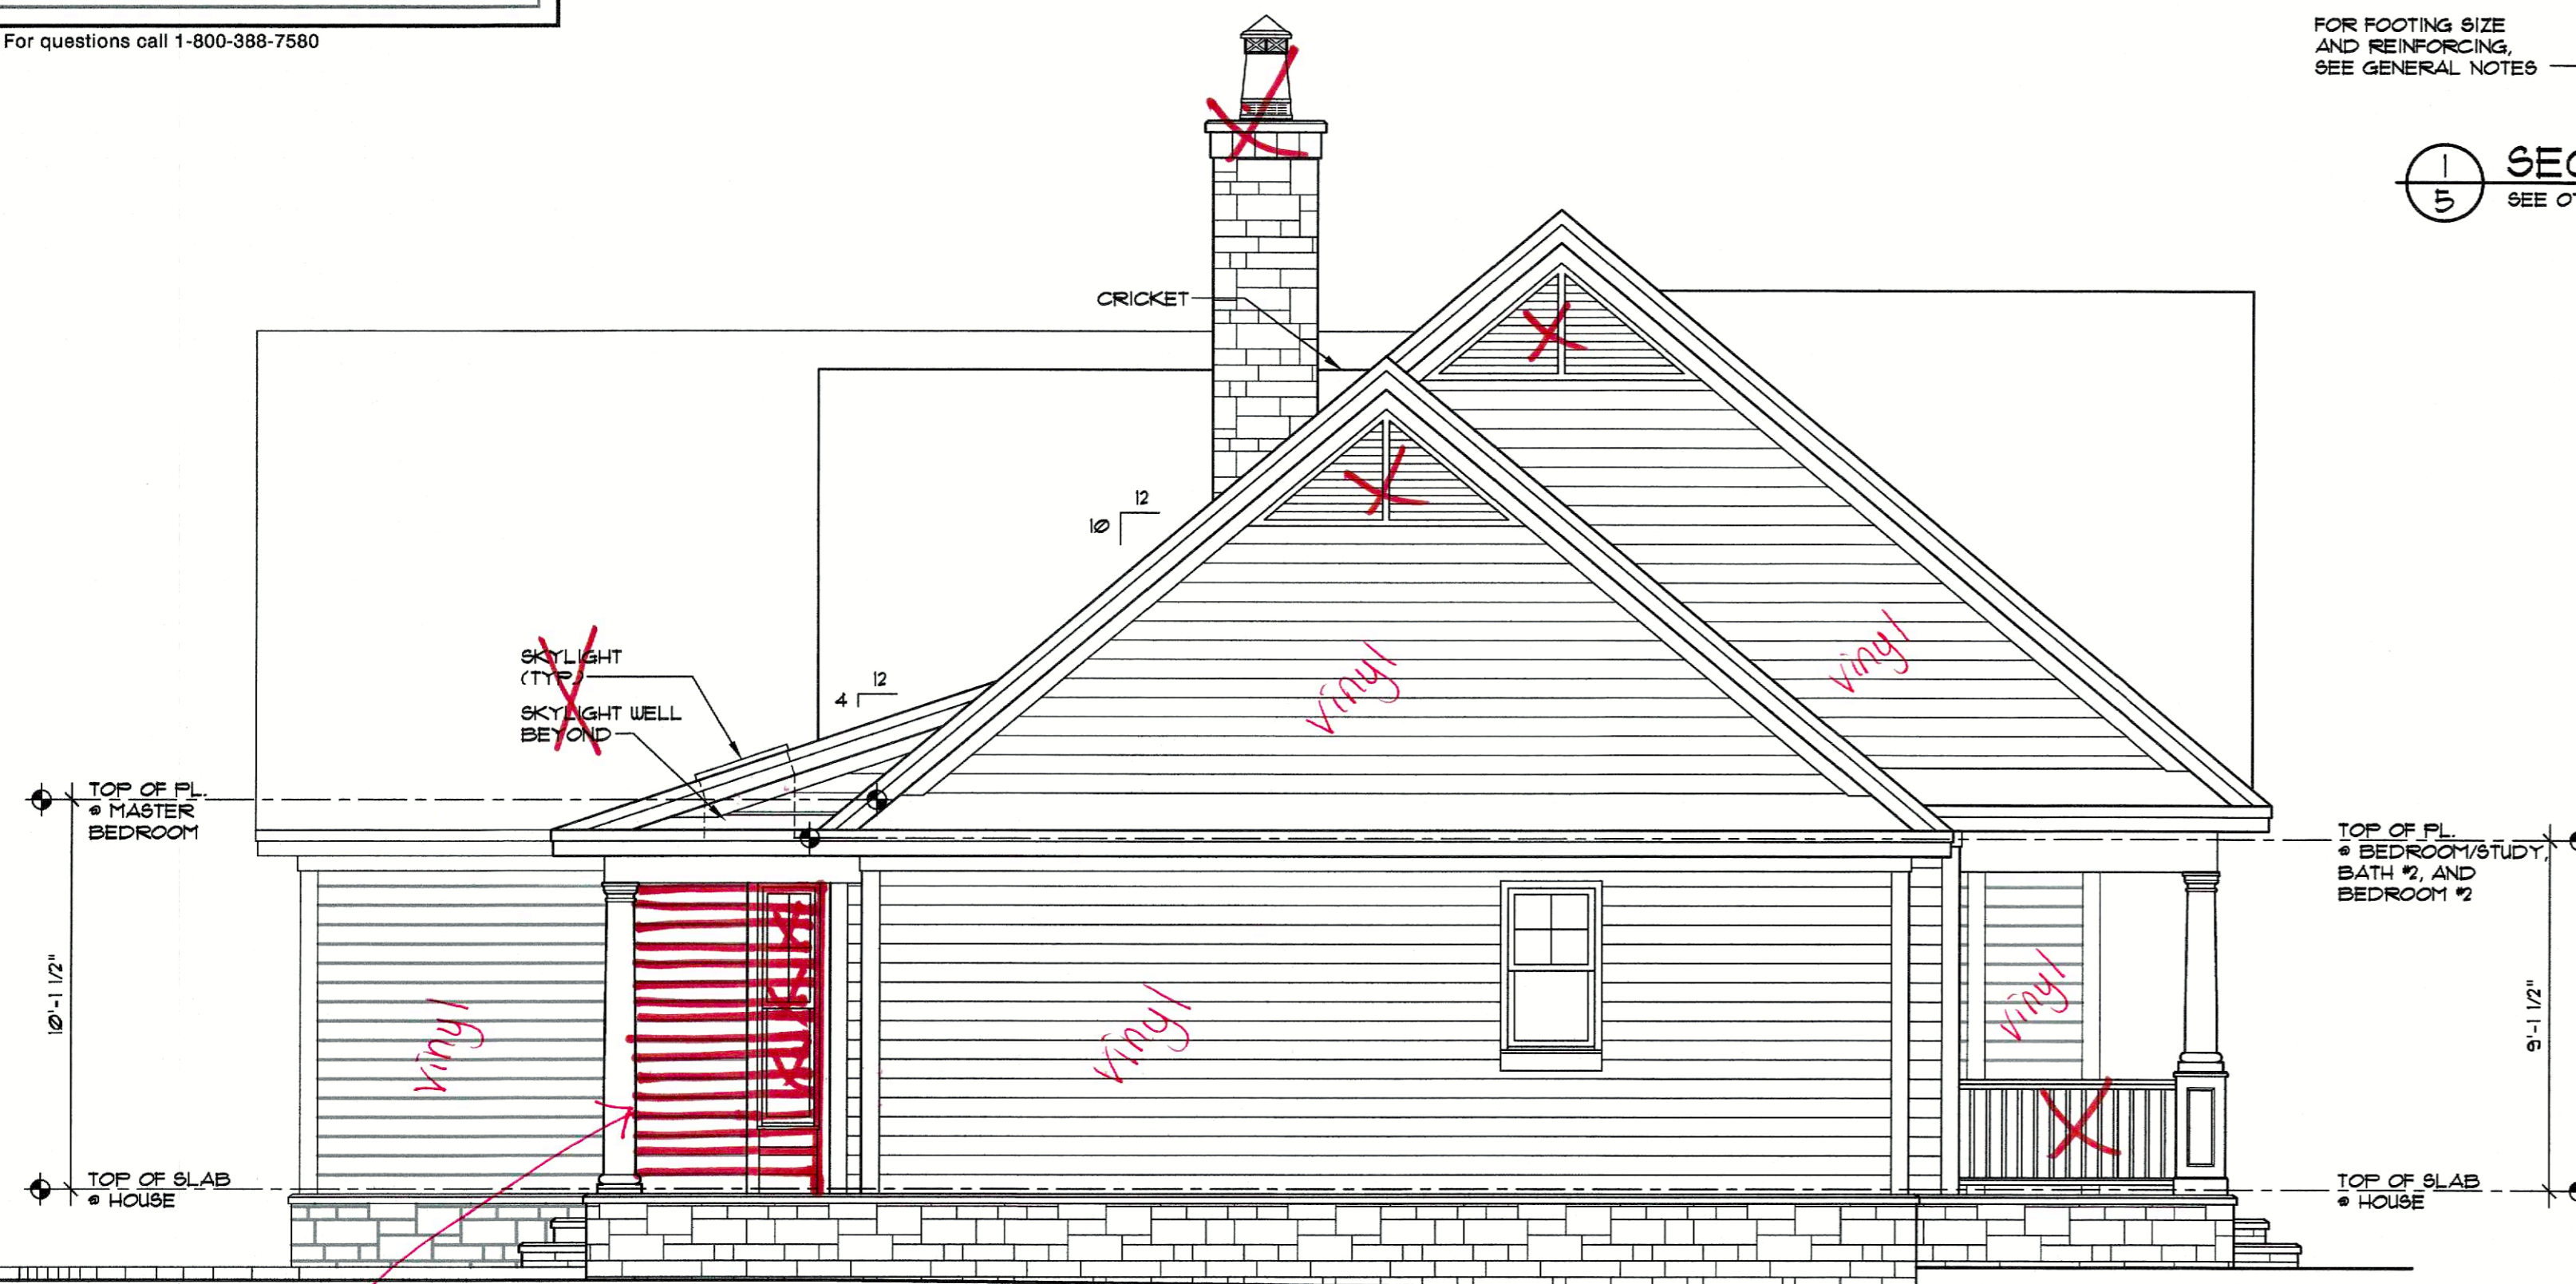 For questions call 1-800-388-7580
FOR FOOTING SIZE
AND REINFORCING,
SEE GENERAL NOTES
1
5
SEE
CRICKET
12
10
SKYLIGHT
(TYP.)
SKYLIGHT WELL
BEYOND
12
4
vinyl
vinyl
TOP OF PL.
@ MASTER
BEDROOM
TOP OF PL.
@ BEDROOM/STUDY,
BATH #2, AND
BEDROOM #2
10'-1 1/2"
vinyl
vinyl
vinyl
9'-1 1/2"
TOP OF SLAB
@ HOUSE
TOP OF SLAB
@ HOUSE